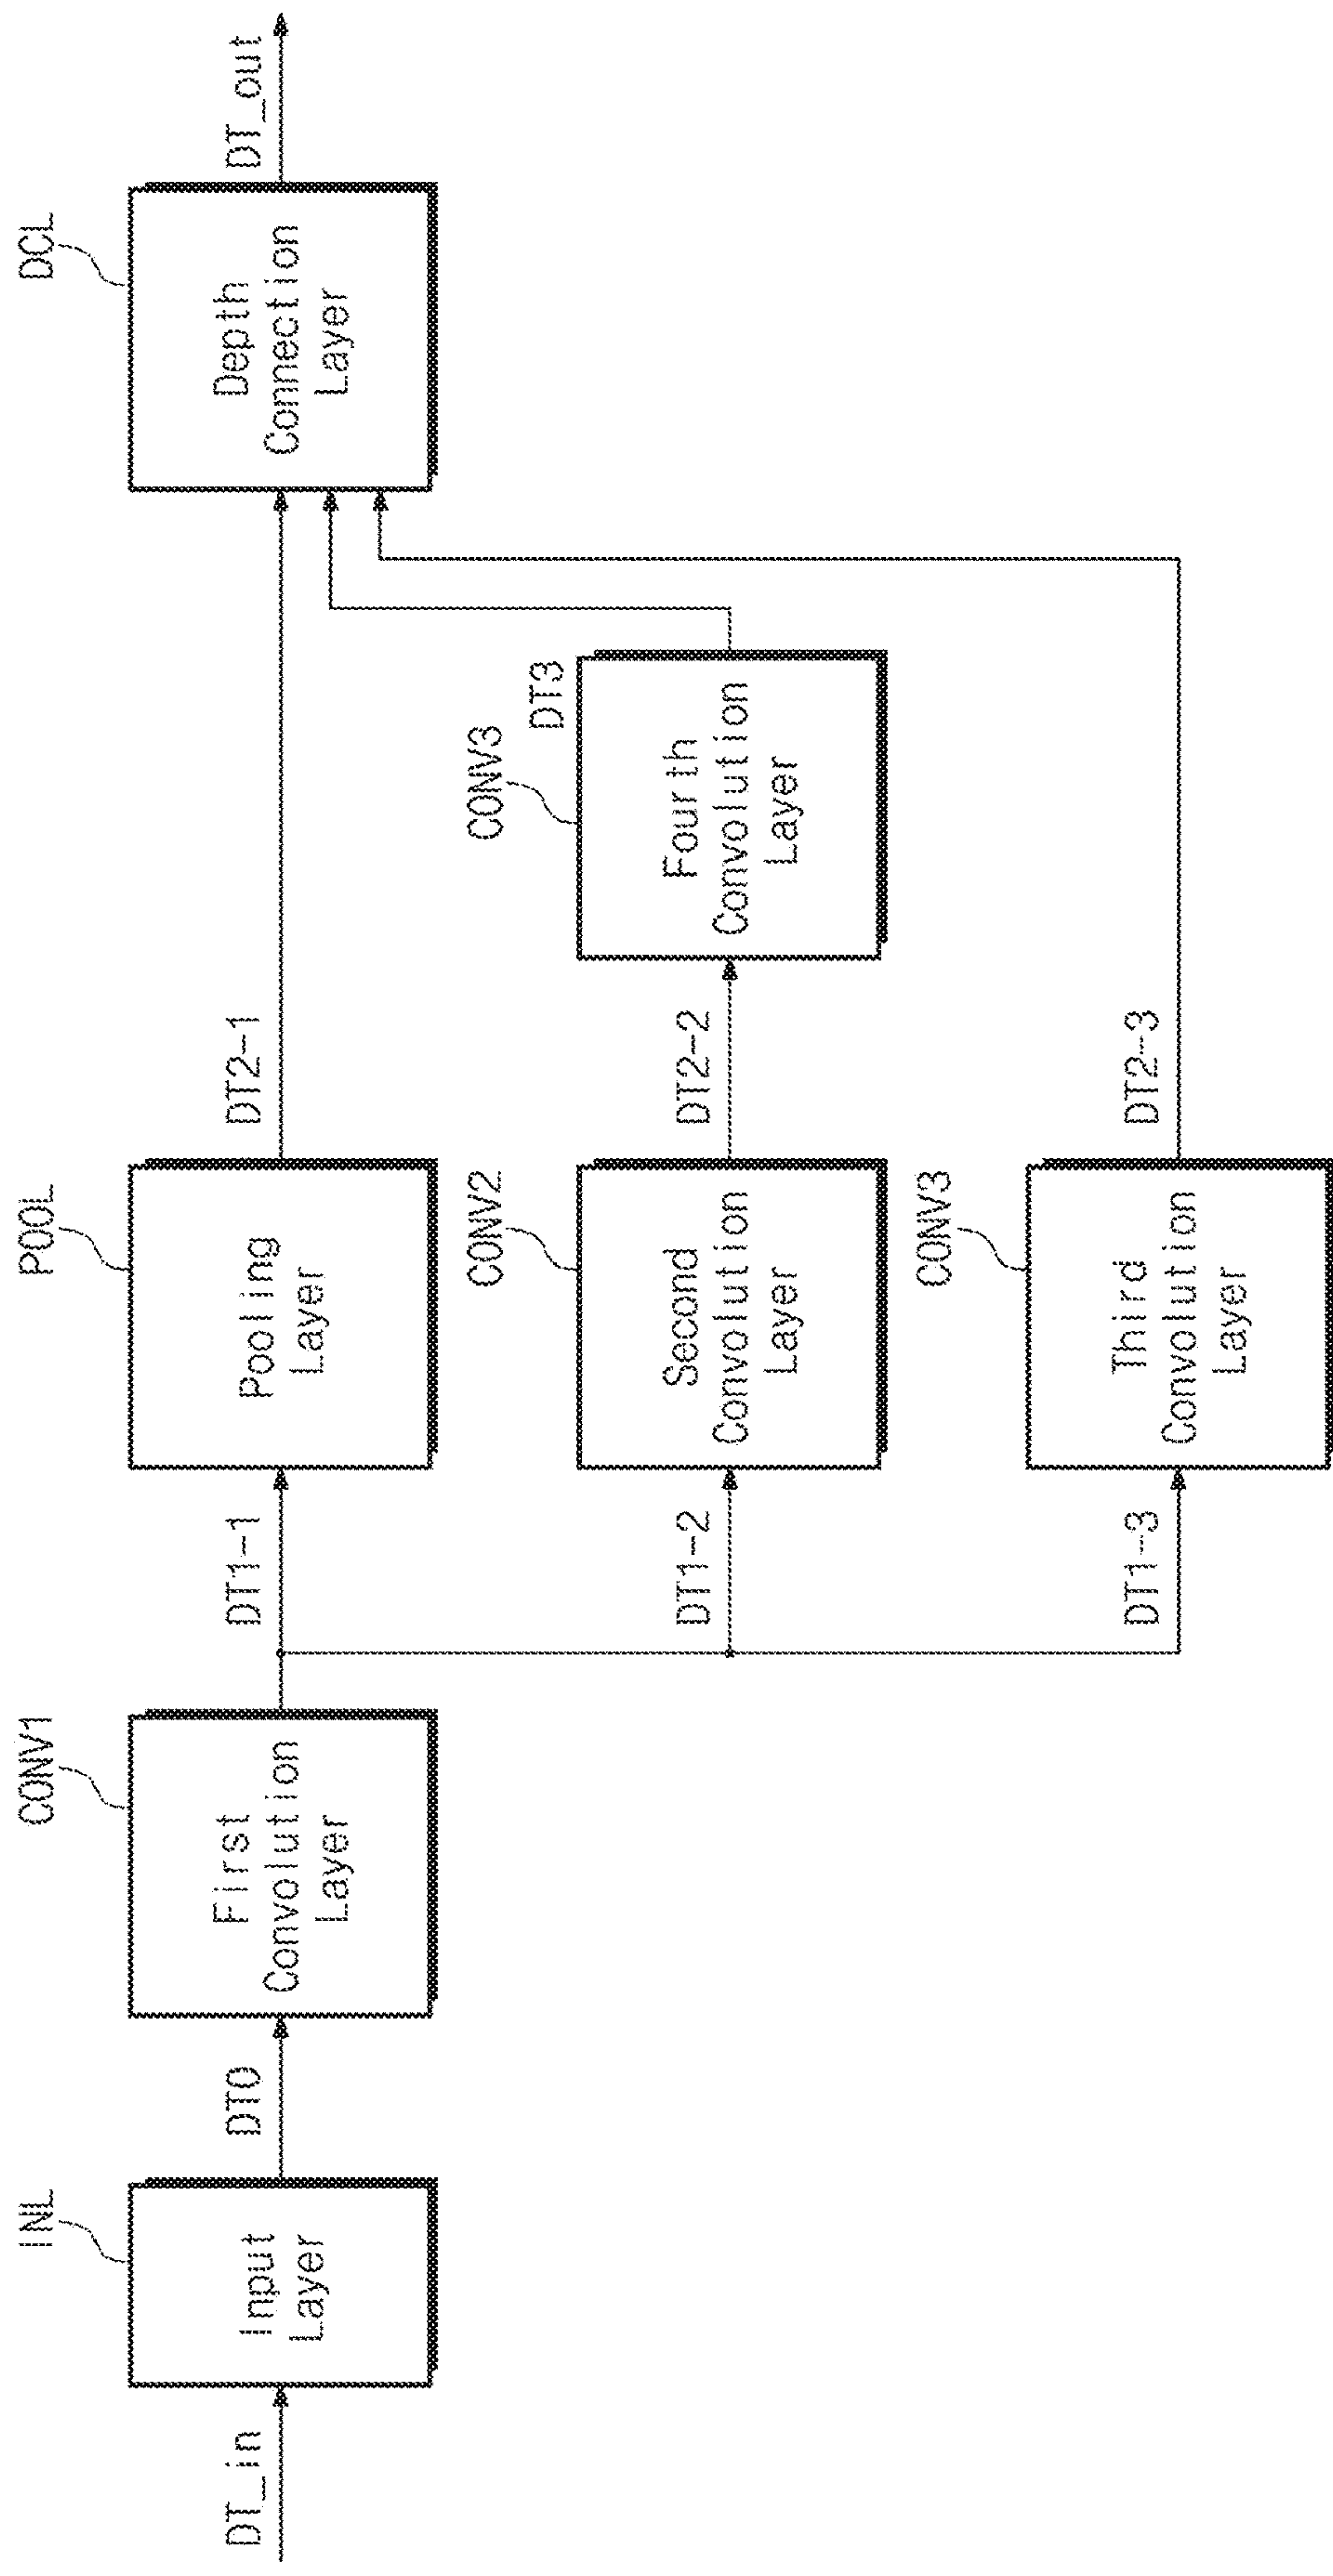 DT_in
INL
Input
Layer
DT0
CONV1
First
Convolution
Layer
DT1-1
POOL
Pooling
Layer
DT2-1
DCL
Depth
Connection
Layer
DT_out
DT1-2
CONV2
Second
Convolution
Layer
DT2-2
CONV3
Fourth
Convolution
Layer
DT3
DT1-3
CONV3
Third
Convolution
Layer
DT2-3